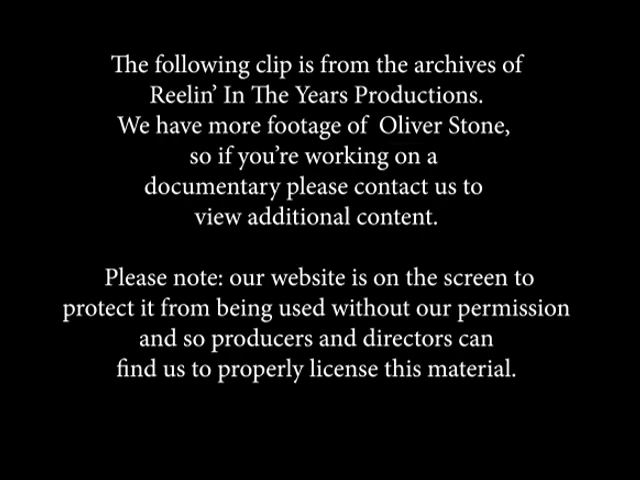 The following clip is from the archives of
Reelin’ In The Years Productions.
We have more footage of  Oliver Stone,
so if you’re working on a
documentary please contact us to
view additional content.
Please note: our website is on the screen to
protect it from being used without our permission
and so producers and directors can
find us to properly license this material.